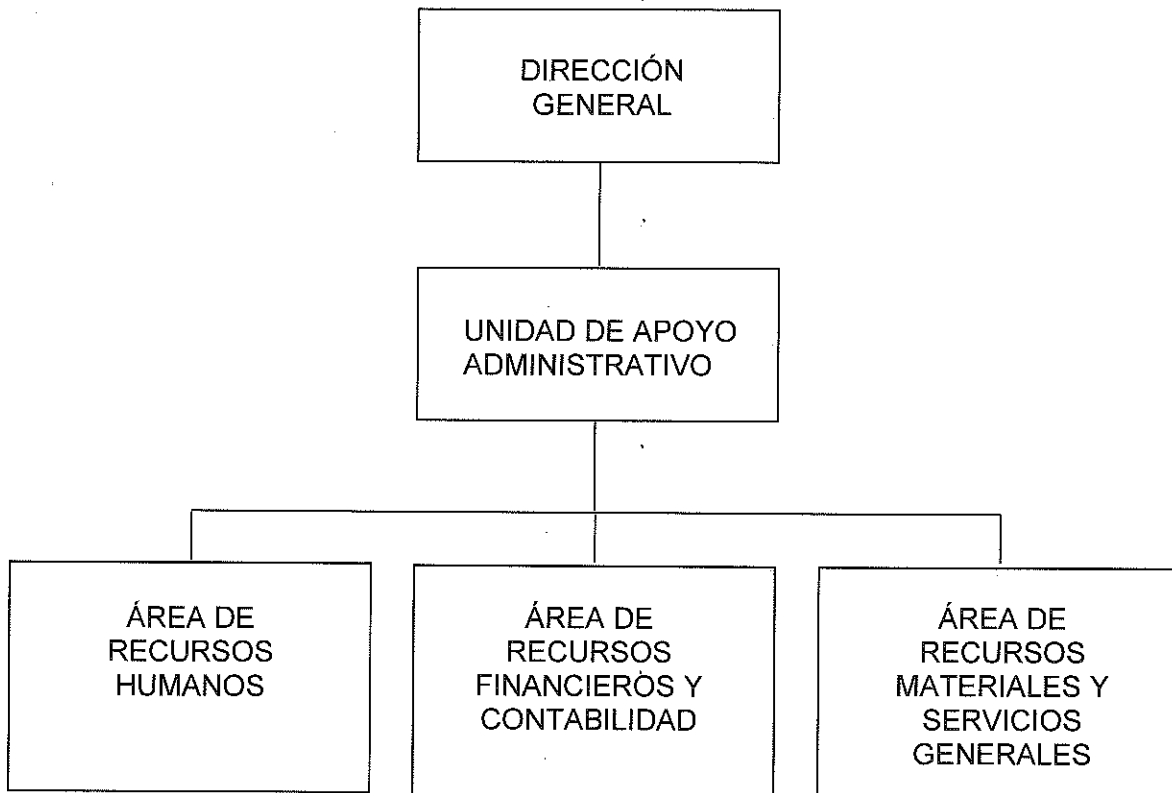 DIRECCIÓN
GENERAL
UNIDAD DE APOYO
ADMINISTRATIVO
ÁREA DE
RECURSOS
HUMANOS
ÁREA DE
RECURSOS
FINANCIEROS Y
CONTABILIDAD
ÁREA DE
RECURSOS
MATERIALES Y
SERVICIOS
GENERALES